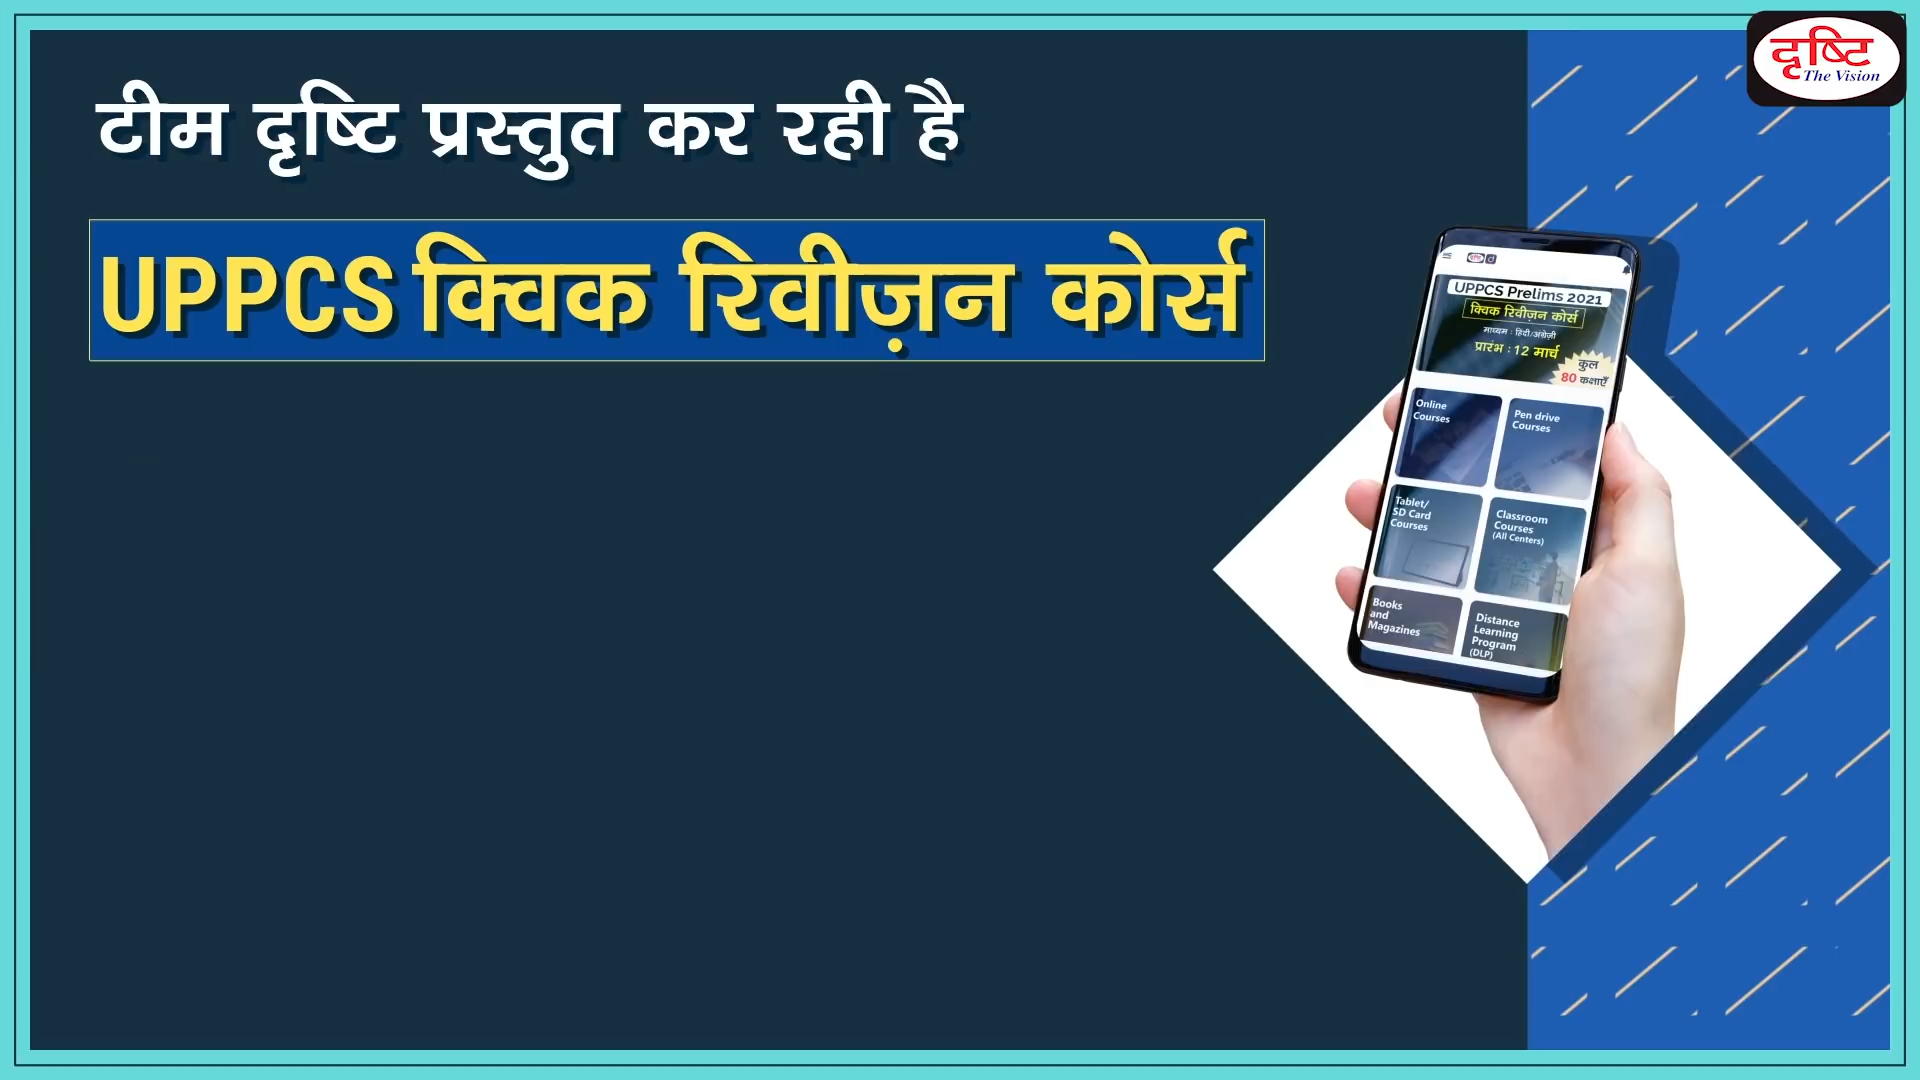 दृष्टि
The Vision
टीम दृष्टि प्रस्तुत कर रही है
UPPCS क्विक रिवीज़न कोर्स
UPPCS Prelims 2021
क्विक रिवीज़न कोर्स
माध्यम : हिंदी/अंग्रेज़ी
प्रारंभ : 12 मार्च
कुल
80 कक्षाएँ
Online
Courses
Pen drive
Courses
Tablet/
SD Card
Courses
Classroom
Courses
(All Centers)
Books
and
Magazines
Distance
Learning
Program
(DLP)